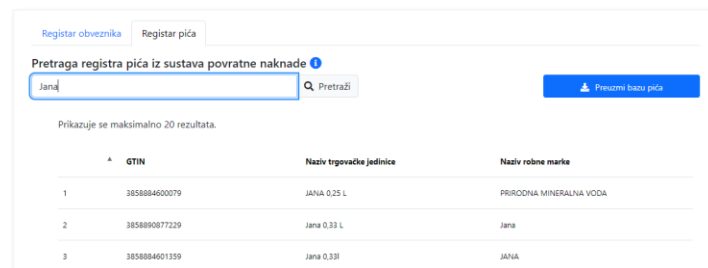 Registar obveznika Registar pića
Pretraga registra pića iz sustava povratne naknade
Jana Pretraži Preuzmi bazu pića
Prikazuje se maksimalno 20 rezultata.
GTIN Naziv trgovačke jedinice Naziv robne marke
1 3858884600079 JANA 0,25 L PRIRODNA MINERALNA VODA
2 3858890877229 Jana 0,33 L Jana
3 3858884601359 Jana 0,33l JANA